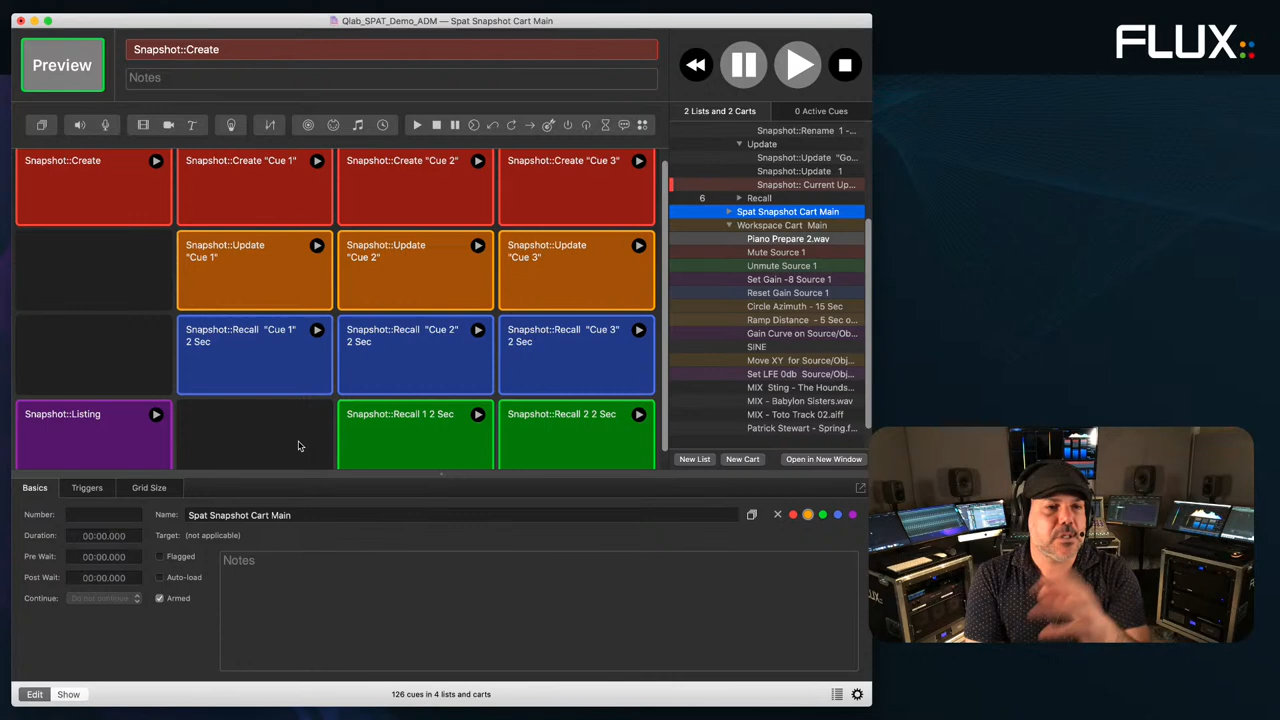 Qlab_SPAT_Demo_ADM — Spat Snapshot Cart Main
FLUX::
Preview
Snapshot::Create
Notes
2 Lists and 2 Carts
0 Active Cues
Snapshot::Create
Snapshot::Create "Cue 1"
Snapshot::Create "Cue 2"
Snapshot::Create "Cue 3"
Snapshot::Update
"Cue 1"
Snapshot::Update
"Cue 2"
Snapshot::Update
"Cue 3"
Snapshot::Recall "Cue 1"
2 Sec
Snapshot::Recall "Cue 2"
2 Sec
Snapshot::Recall "Cue 3"
2 Sec
Snapshot::Listing
Snapshot::Recall 1 2 Sec
Snapshot::Recall 2 2 Sec
Snapshot::Rename 1 -...
Update
Snapshot::Update "Go...
Snapshot::Update 1
Snapshot:: Current Up...
6 Recall
Spat Snapshot Cart Main
Workspace Cart Main
Piano Prepare 2.wav
Mute Source 1
Unmute Source 1
Set Gain -8 Source 1
Reset Gain Source 1
Circle Azimuth - 15 Sec
Ramp Distance - 5 Sec o...
Gain Curve on Source/Ob...
SINE
Move XY for Source/Obj...
Set LFE 0db Source/Obj...
MIX Sting - The Hounds...
MIX - Babylon Sisters.wav
MIX - Toto Track 02.aiff
Patrick Stewart - Spring.f...
New List
New Cart
Open in New Window
Basics
Triggers
Grid Size
Number:
Name: Spat Snapshot Cart Main
Duration: 00:00.000
Target: (not applicable)
Pre Wait: 00:00.000
Flagged
Notes
Post Wait: 00:00.000
Auto-load
Continue: Do not continue
Armed
Edit
Show
126 cues in 4 lists and carts